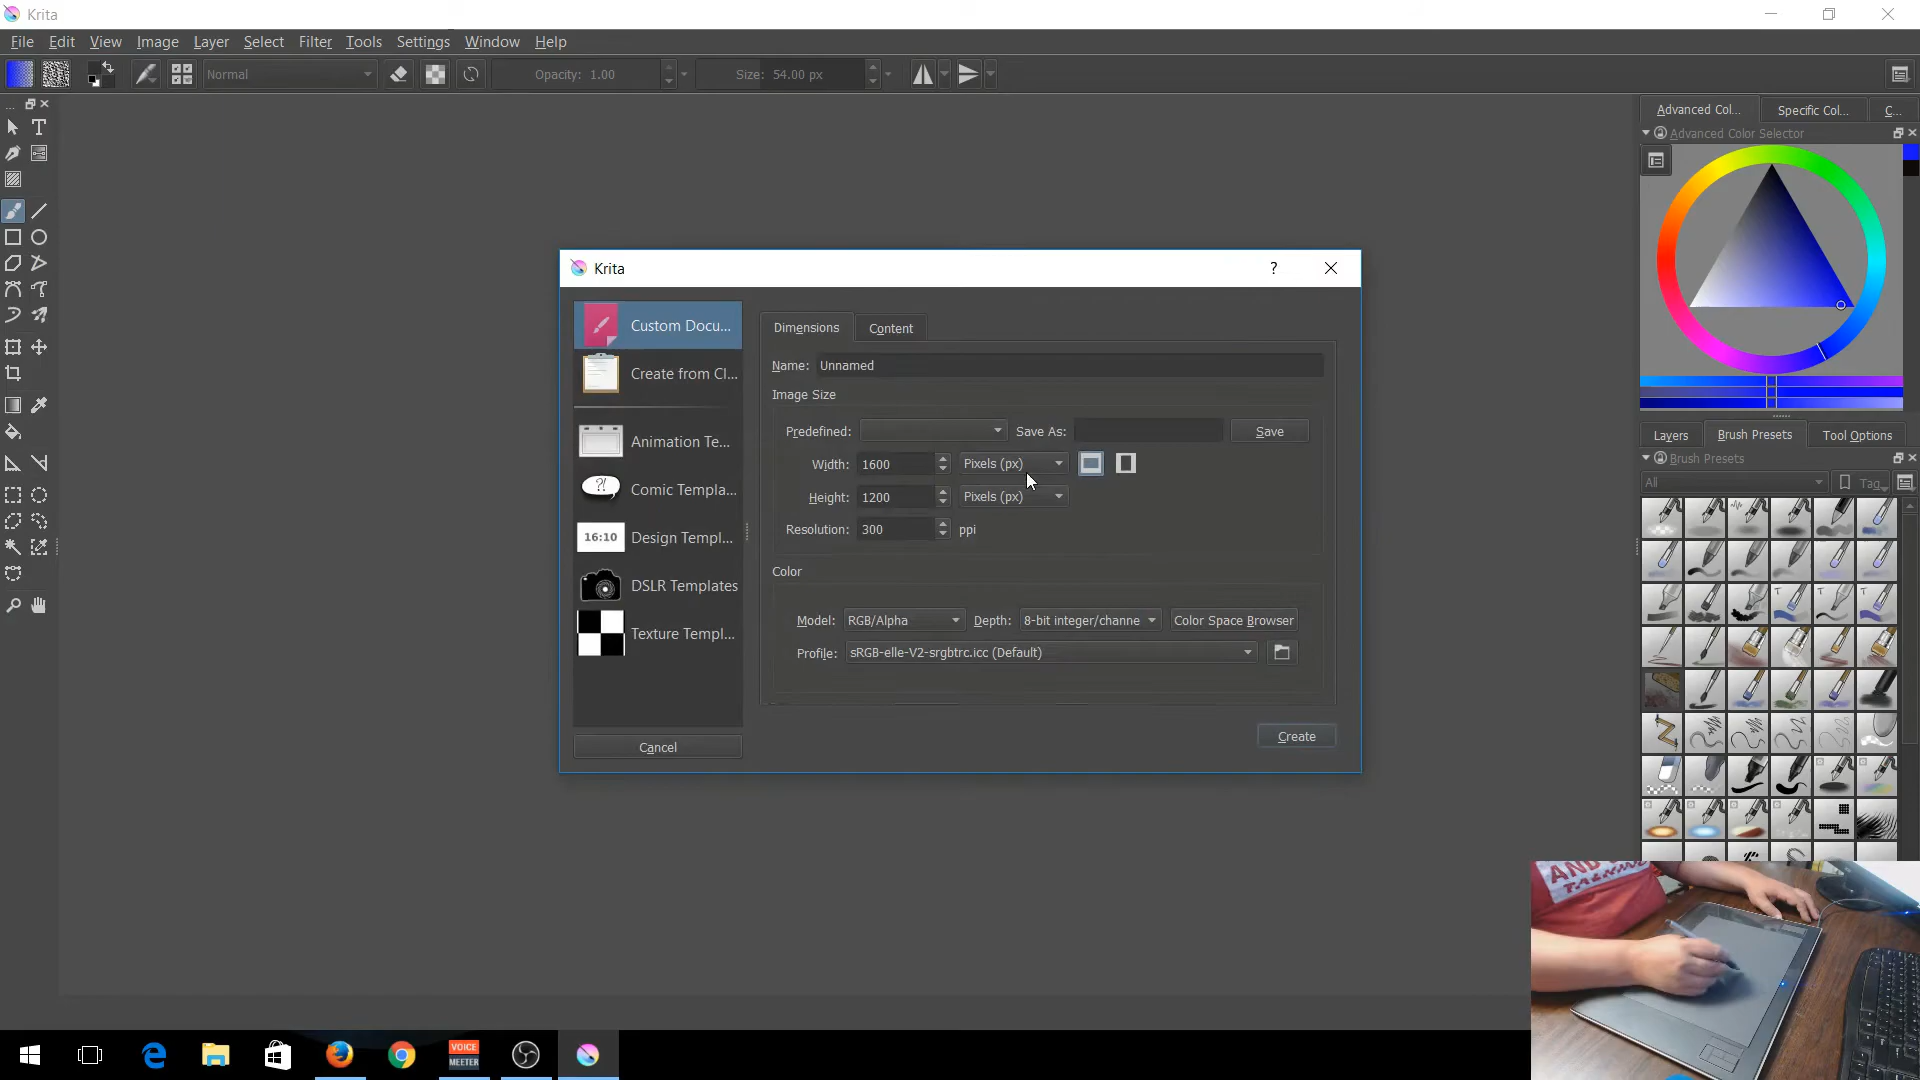 Krita
File Edit View Image Layer Select Filter Tools Settings Window Help
Normal Opacity: 1.00 Size: 54.00 px
Advanced Col... Specific Col... C...
Advanced Color Selector
Krita
?
Custom Docu...
Create from Cl...
Animation Te...
?!
Comic Templa...
16:10 Design Templ...
DSLR Templates
Texture Templ...
Cancel
Dimensions Content
Name: Unnamed
Image Size
Predefined: Save As: Save
Width: 1600 Pixels (px)
Height: 1200 Pixels (px)
Resolution: 300 ppi
Color
Model: RGB/Alpha Depth: 8-bit integer/channe Color Space Browser
Profile: sRGB-elle-V2-srgbtrc.icc (Default)
Create
Layers Brush Presets Tool Options
Brush Presets
All Tag
VOICE
MEETER